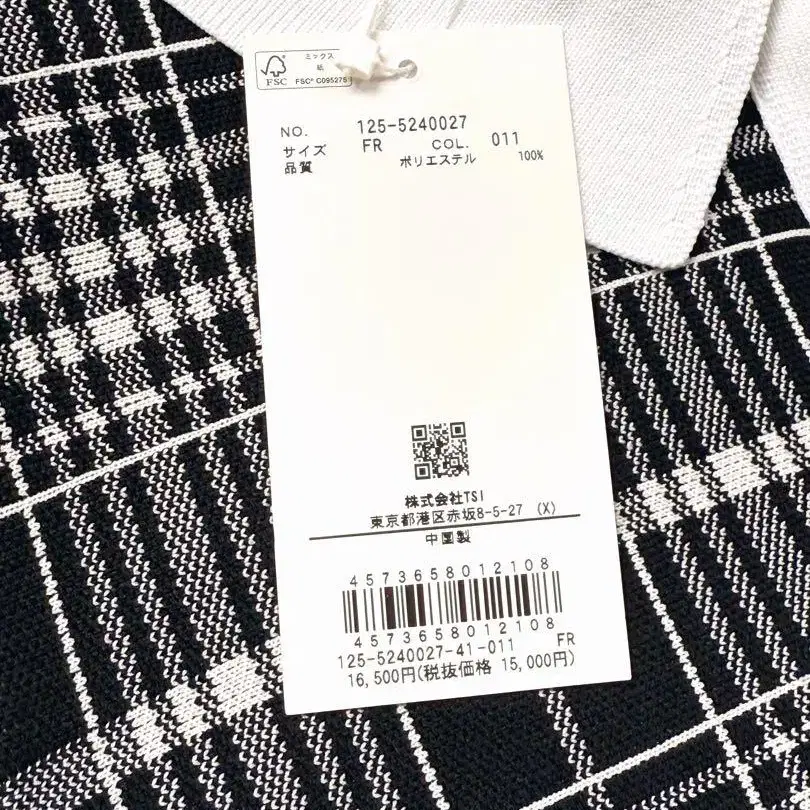 ミックス
紙
FSC
FSC® C095275
NO. 125-5240027
サイズ FR COL. 011
品質 ポリエステル 100%
株式会社TSI
東京都港区赤坂8-5-27 (X)
中国製
4573658012108
4573658012108
125-5240027-41-011 FR
16,500円(税抜価格 15,000円)